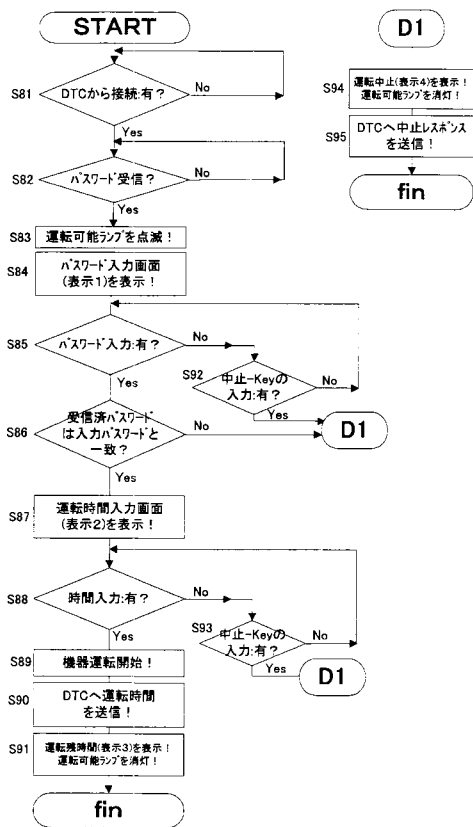 START
S81
DTCから接続:有？
No
Yes
S82
パスワード受信？
No
Yes
S83
運転可能ランプを点滅！
S84
パスワード入力画面
(表示1)を表示！
S85
パスワード入力:有？
No
Yes
S92
中止-Keyの
入力:有？
No
Yes
D1
S86
受信済パスワード
は入力パスワードと
一致？
No
Yes
S87
運転時間入力画面
(表示2)を表示！
S88
時間入力:有？
No
Yes
S93
中止-Keyの
入力:有？
No
Yes
D1
S89
機器運転開始！
S90
DTCへ運転時間
を送信！
S91
運転残時間(表示3)を表示！
運転可能ランプを消灯！
fin
D1
S94
運転中止(表示4)を表示！
運転可能ランプを消灯！
S95
DTCへ中止レスポンス
を送信！
fin